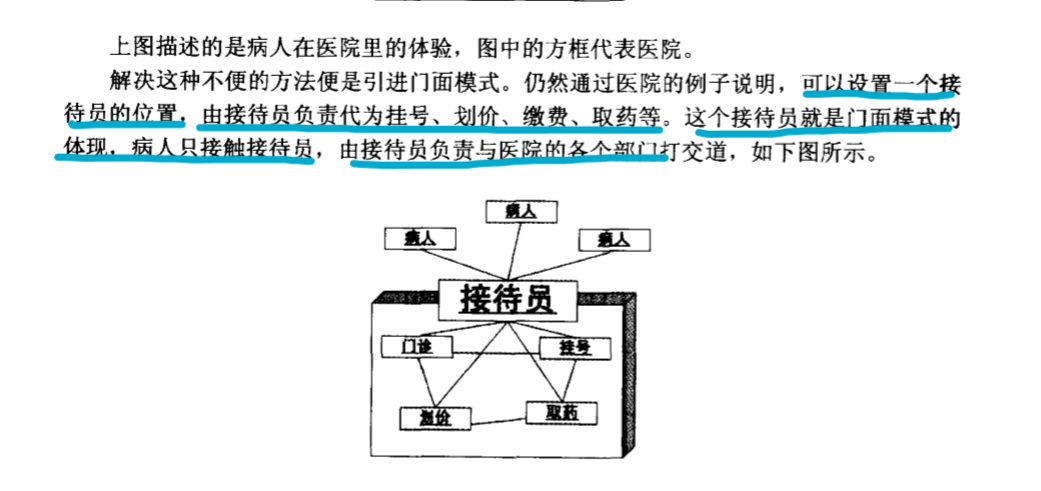 上图描述的是病人在医院里的体验，图中的方框代表医院。
解决这种不便的方法便是引进门面模式。仍然通过医院的例子说明，可以设置一个接
待员的位置，由接待员负责代为挂号、划价、缴费、取药等。这个接待员就是门面模式的
体现，病人只接触接待员，由接待员负责与医院的各个部门打交道，如下图所示。
病人
病人
病人
接待员
门诊
挂号
划价
取药